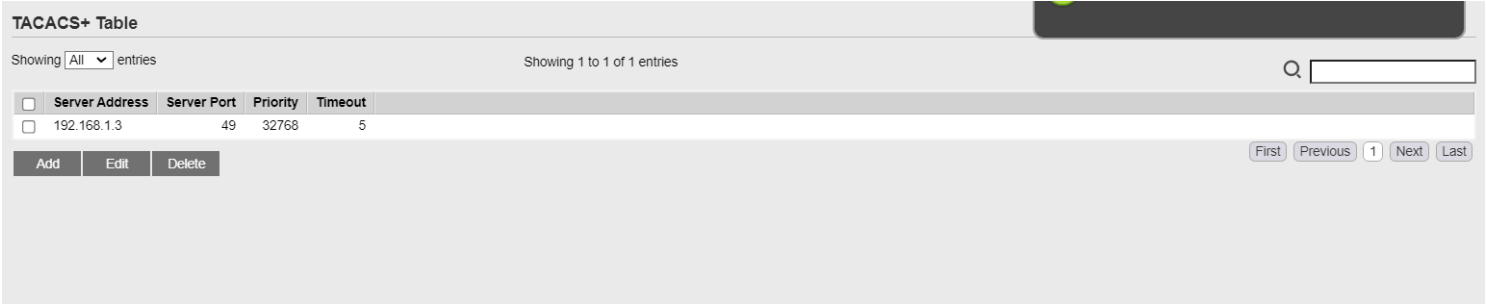 TACACS+ Table
Showing All entries
Showing 1 to 1 of 1 entries
Server Address Server Port Priority Timeout
192.168.1.3 49 32768 5
Add Edit Delete
First Previous 1 Next Last